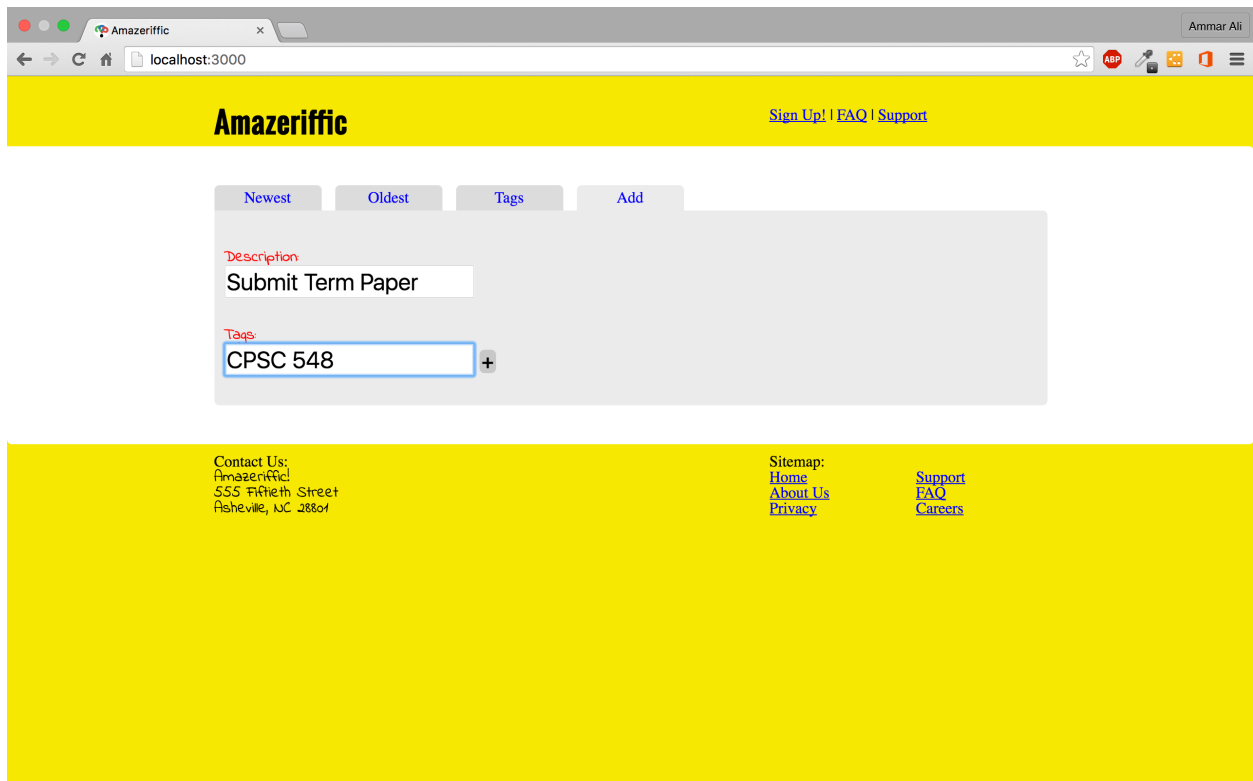 Amazeriffic
Ammar Ali
localhost:3000
ABP
Amazeriffic
Sign Up! | FAQ | Support
Newest Oldest Tags Add
Description:
Submit Term Paper
Tags:
CPSC 548 +
Contact Us:
Amazeriffic!
555 Fiftieth Street
Asheville, NC 28801
Sitemap:
Home Support
About Us FAQ
Privacy Careers